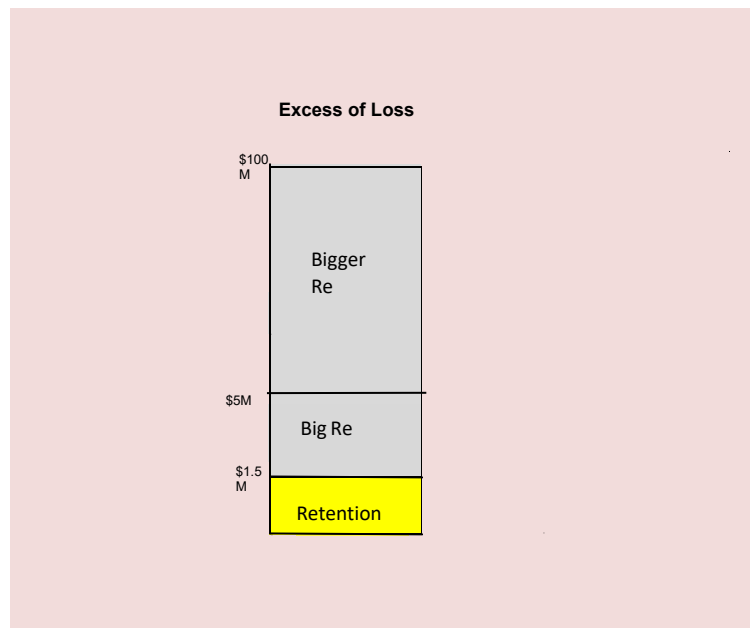 Excess of Loss
$100
M
Bigger
Re
$5M
Big Re
$1.5
M
Retention